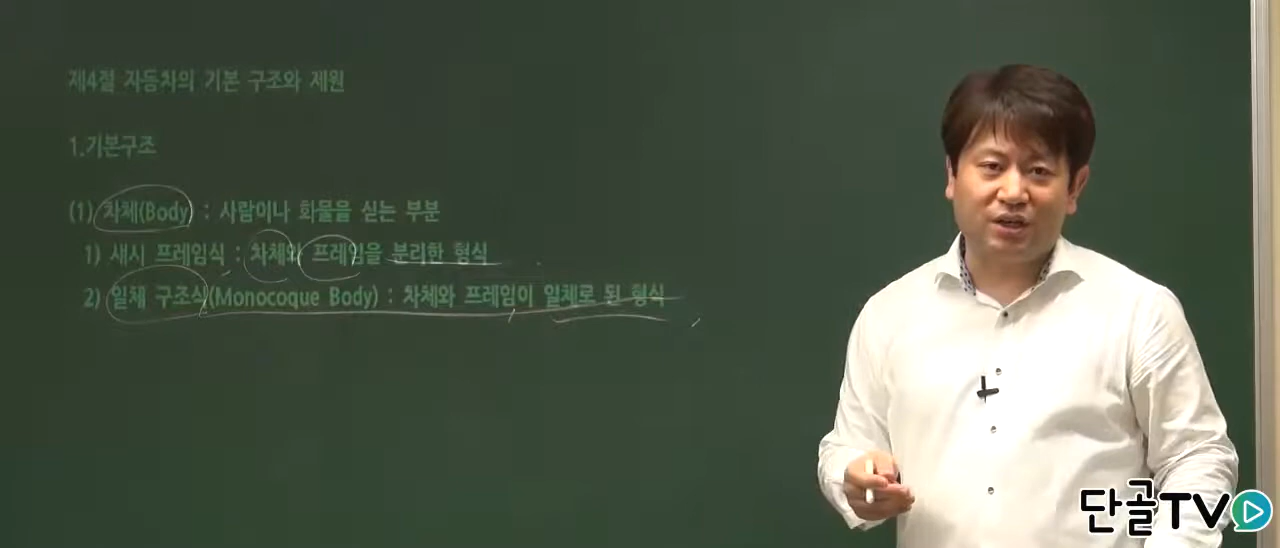 제4절 자동차의 기본 구조와 제원
1.기본구조
(1) 차체(Body) : 사람이나 화물을 싣는 부분
1) 새시 프레임식 : 차체와 프레임을 분리한 형식
2) 일체 구조식(Monocoque Body) : 차체와 프레임이 일체로 된 형식
단골TV